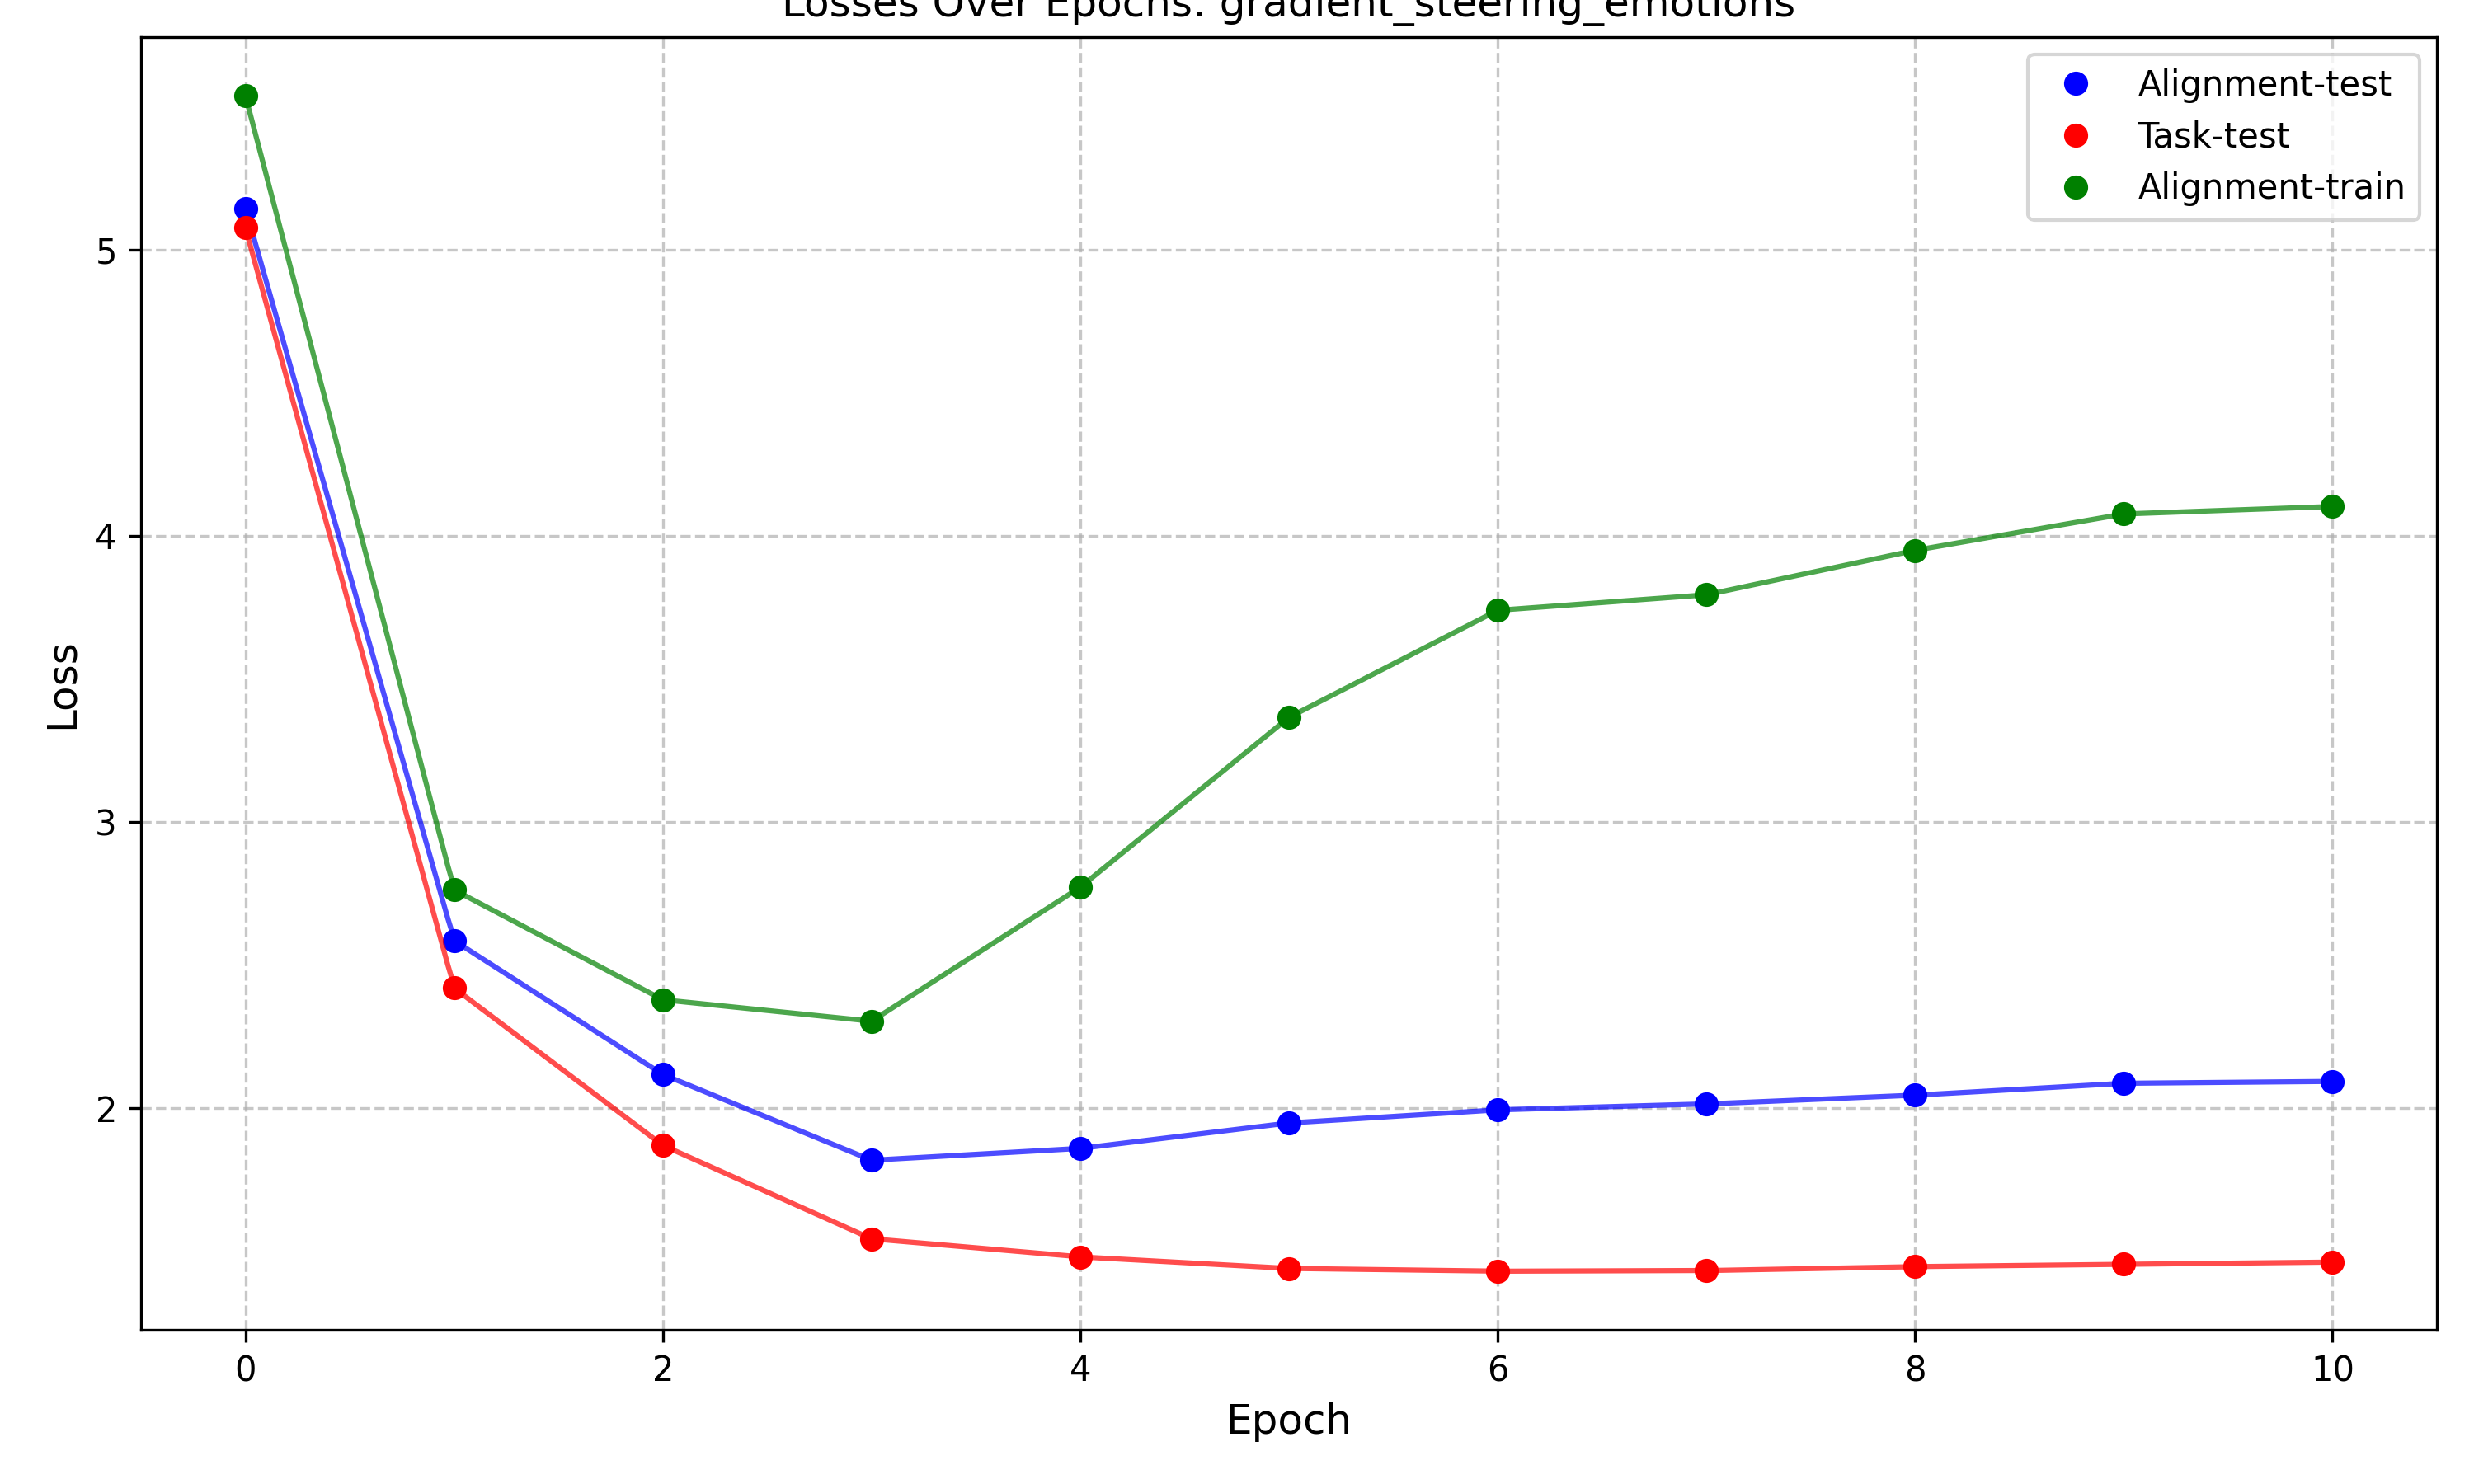 Losses Over Epochs: gradient_steering_emotions
Alignment-test
Task-test
Alignment-train
5
4
3
2
Loss
0 2 4 6 8 10
Epoch